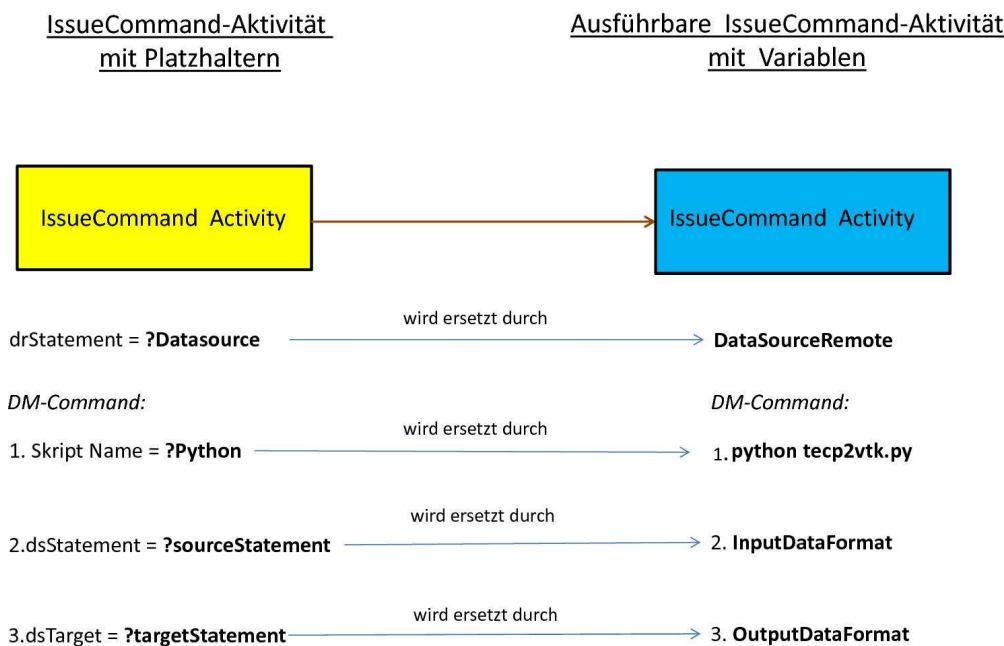 IssueCommand-Aktivität
mit Platzhaltern
Ausführbare IssueCommand-Aktivität
mit Variablen
IssueCommand Activity
IssueCommand Activity
drStatement = ?Datasource
wird ersetzt durch
DataSourceRemote
DM-Command:
DM-Command:
1. Skript Name = ?Python
wird ersetzt durch
1. python tecp2vtk.py
2.dsStatement = ?sourceStatement
wird ersetzt durch
2. InputDataFormat
3.dsTarget = ?targetStatement
wird ersetzt durch
3. OutputDataFormat